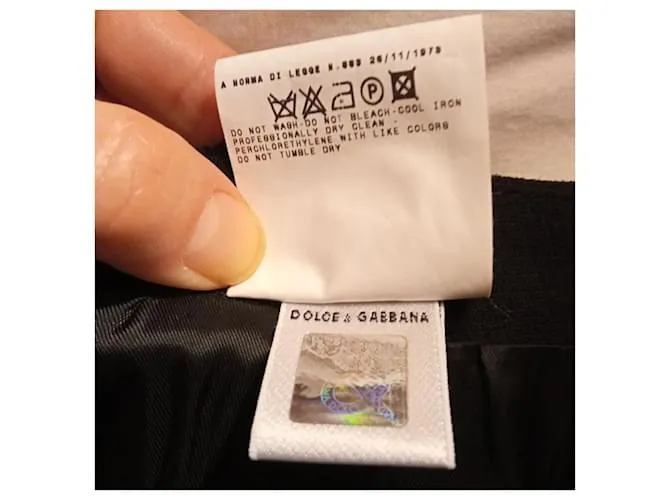 A NORMA DI LEGGE N.883 26/11/1973
DO NOT WASH-DO NOT BLEACH-COOL IRON
PROFESSIONALLY DRY CLEAN -
PERCHLORETHYLENE WITH LIKE COLORS
DO NOT TUMBLE DRY
DOLCE & GABBANA